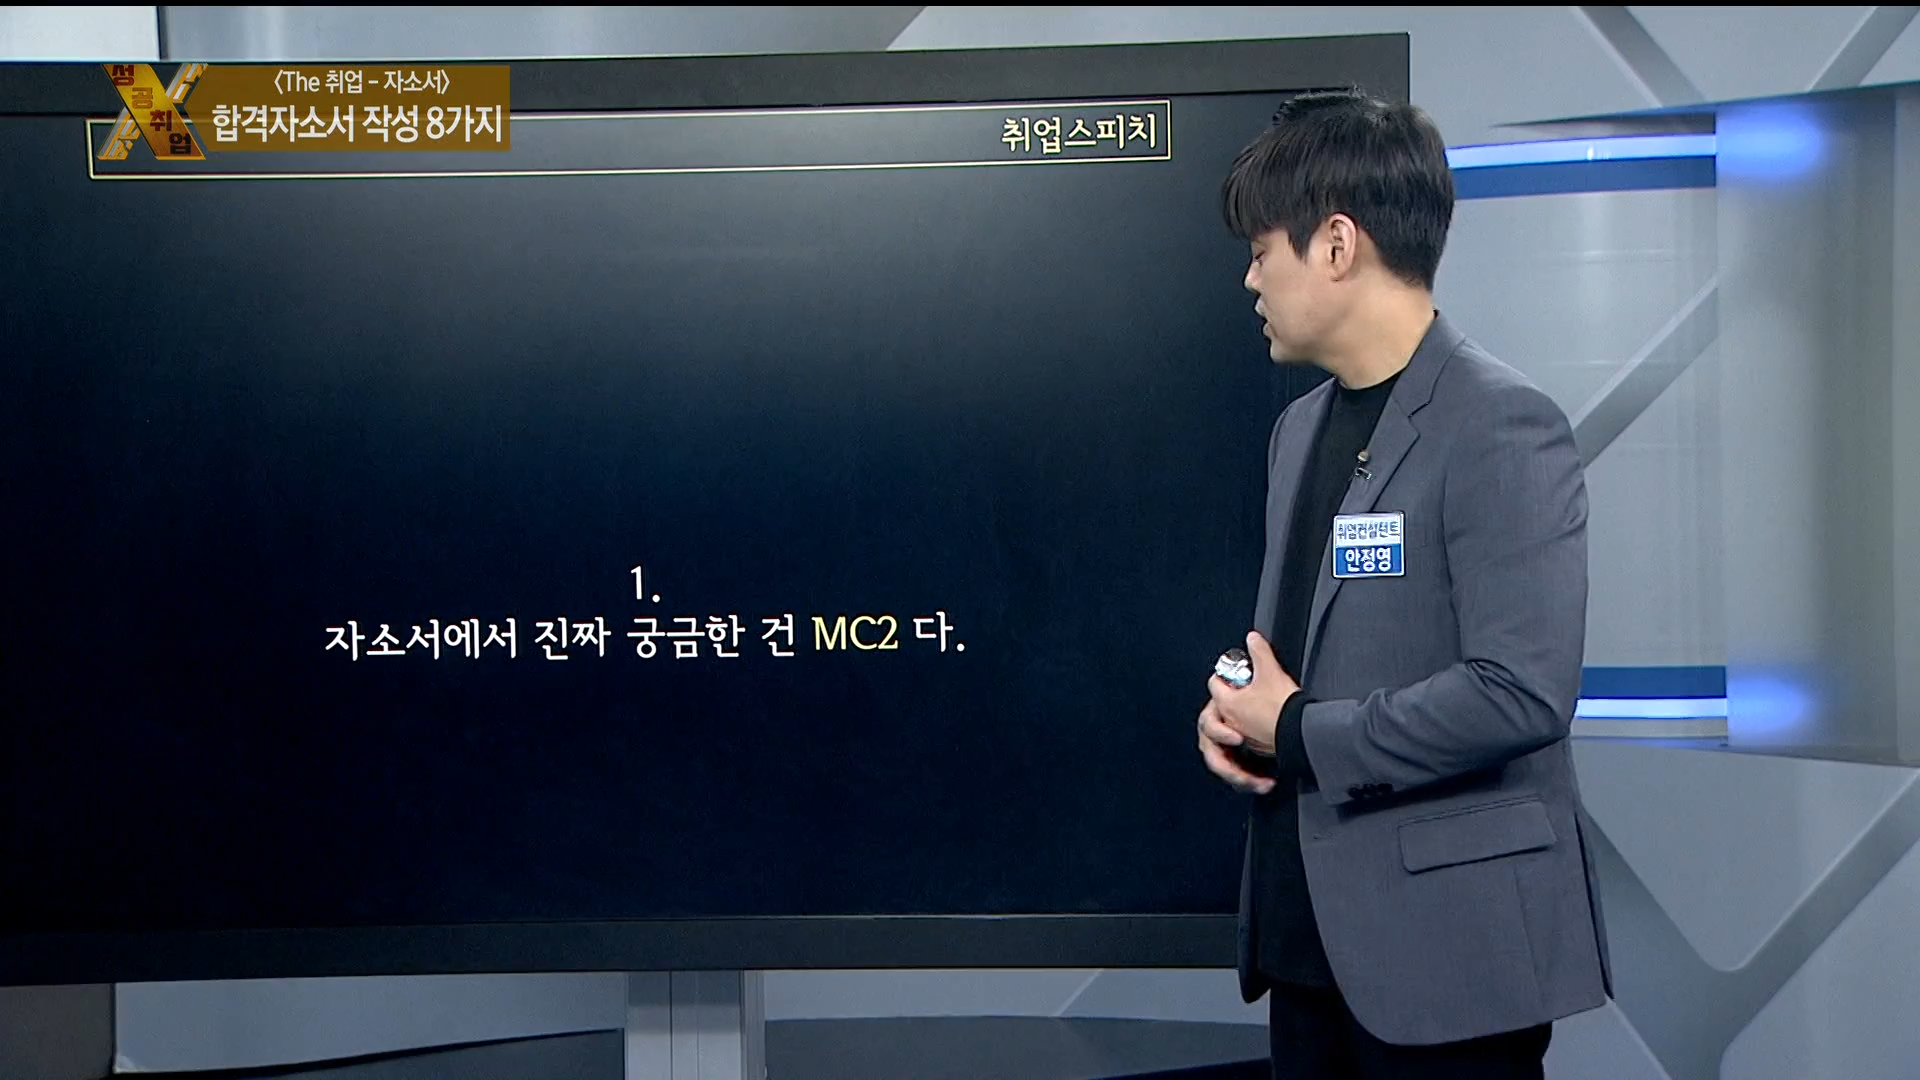 성공취업
<The 취업 - 자소서>
합격자소서 작성 8가지
취업스피치
취업컨설턴트
안정영
1.
자소서에서 진짜 궁금한 건 MC2 다.